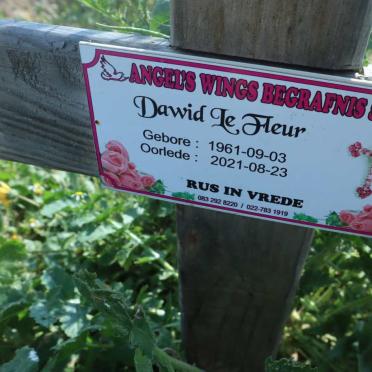 ANGEL'S WINGS BEGRAFNIS
Dawid Le Fleur
Gebore : 1961-09-03
Oorlede : 2021-08-23
RUS IN VREDE
083 292 8220 / 022-783 1919